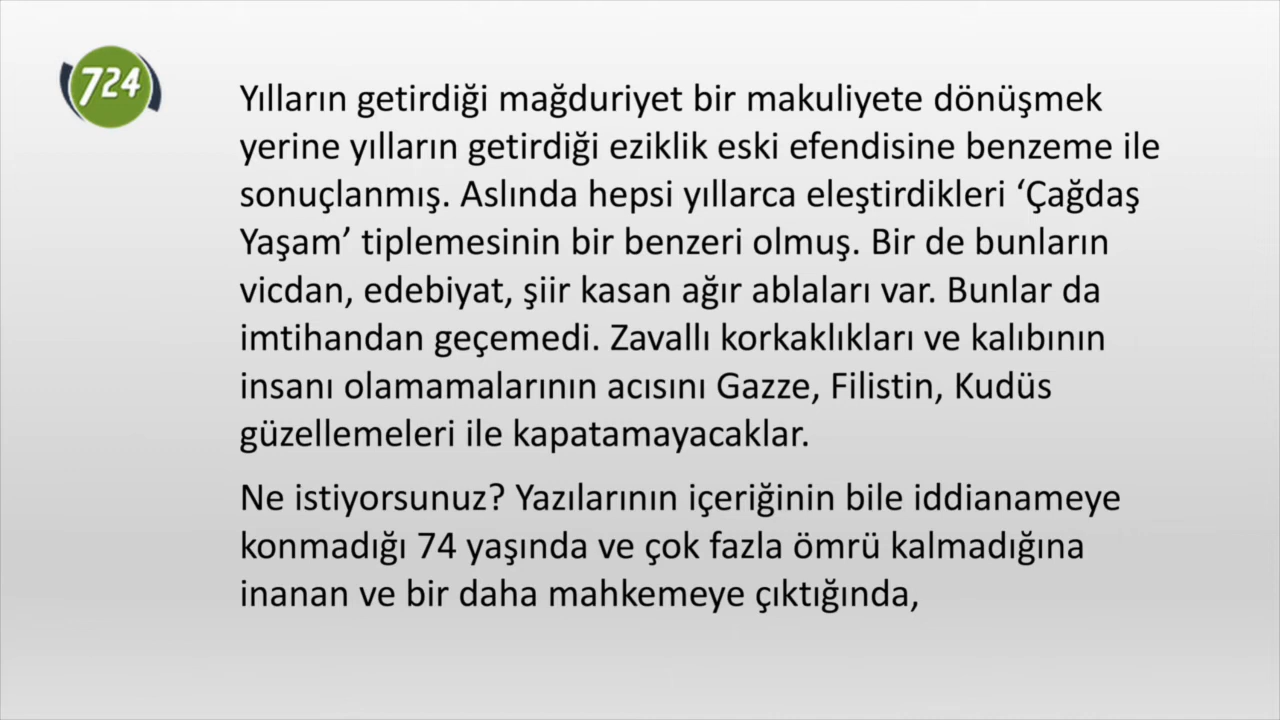 724
Yılların getirdiği mağduriyet bir makuliyete dönüşmek
yerine yılların getirdiği eziklik eski efendisine benzeme ile
sonuçlanmış. Aslında hepsi yıllarca eleştirdikleri ‘Çağdaş
Yaşam’ tiplemesinin bir benzeri olmuş. Bir de bunların
vicdan, edebiyat, şiir kasan ağır ablaları var. Bunlar da
imtihandan geçemedi. Zavallı korkaklıkları ve kalıbının
insanı olamamalarının acısını Gazze, Filistin, Kudüs
güzellemeleri ile kapatamayacaklar.
Ne istiyorsunuz? Yazılarının içeriğinin bile iddianameye
konmadığı 74 yaşında ve çok fazla ömrü kalmadığına
inanan ve bir daha mahkemeye çıktığında,